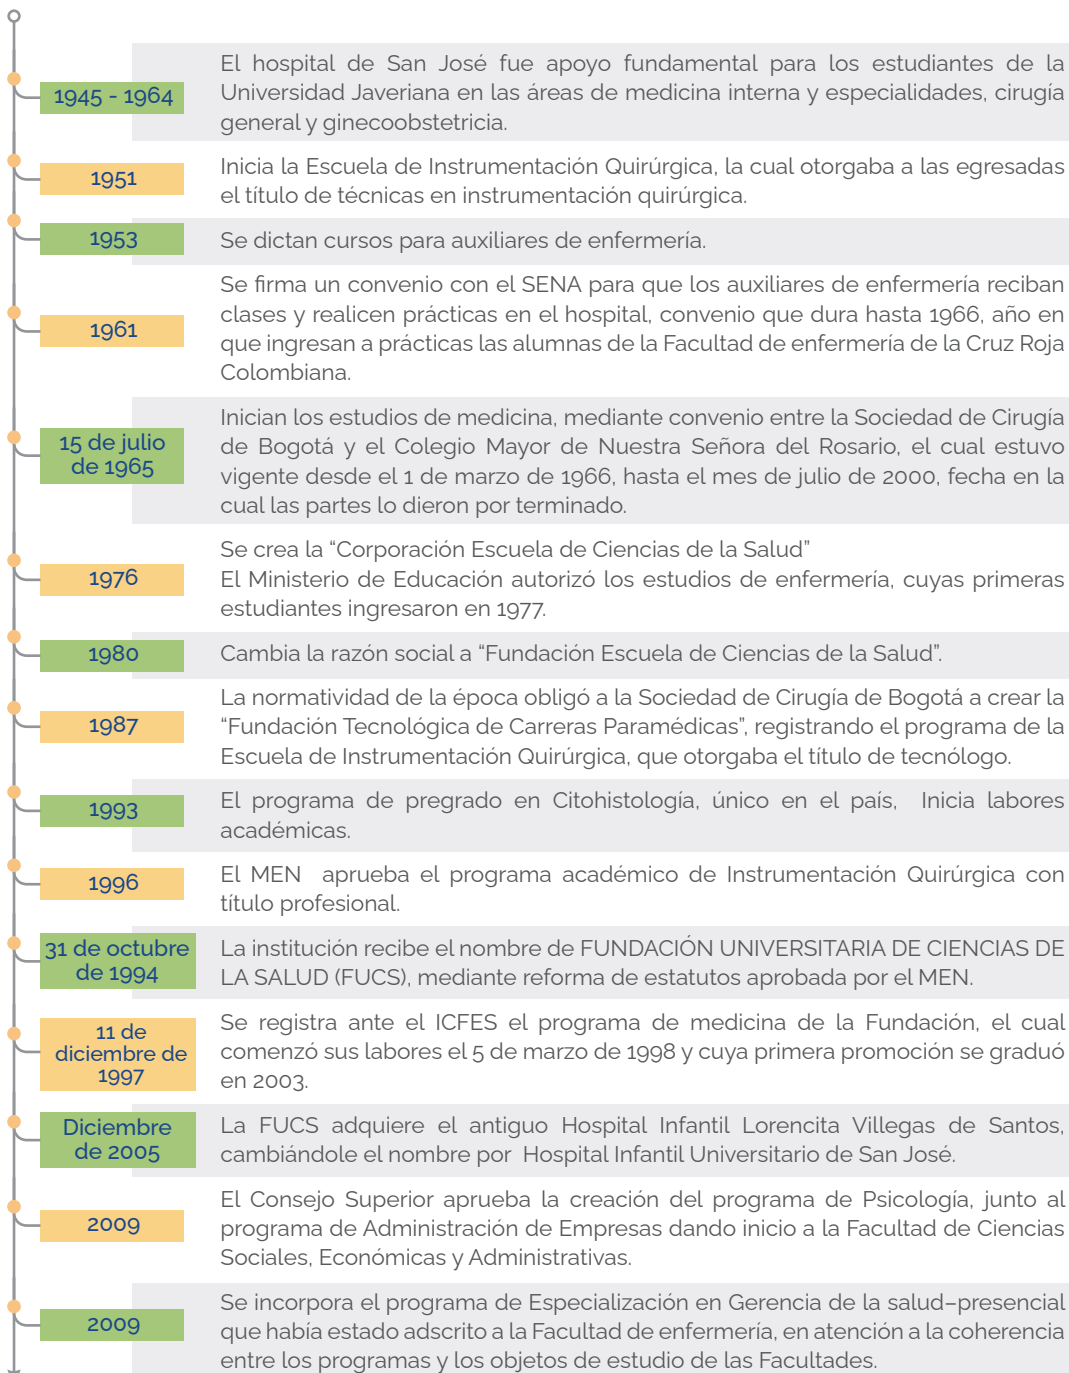 1945 - 1964
El hospital de San José fue apoyo fundamental para los estudiantes de la
Universidad Javeriana en las áreas de medicina interna y especialidades, cirugía
general y ginecoobstetricia.
1951
Inicia la Escuela de Instrumentación Quirúrgica, la cual otorgaba a las egresadas
el título de técnicas en instrumentación quirúrgica.
1953
Se dictan cursos para auxiliares de enfermería.
1961
Se firma un convenio con el SENA para que los auxiliares de enfermería reciban
clases y realicen prácticas en el hospital, convenio que dura hasta 1966, año en
que ingresan a prácticas las alumnas de la Facultad de enfermería de la Cruz Roja
Colombiana.
15 de julio
de 1965
Inician los estudios de medicina, mediante convenio entre la Sociedad de Cirugía
de Bogotá y el Colegio Mayor de Nuestra Señora del Rosario, el cual estuvo
vigente desde el 1 de marzo de 1966, hasta el mes de julio de 2000, fecha en la
cual las partes lo dieron por terminado.
1976
Se crea la “Corporación Escuela de Ciencias de la Salud”
El Ministerio de Educación autorizó los estudios de enfermería, cuyas primeras
estudiantes ingresaron en 1977.
1980
Cambia la razón social a “Fundación Escuela de Ciencias de la Salud”.
1987
La normatividad de la época obligó a la Sociedad de Cirugía de Bogotá a crear la
“Fundación Tecnológica de Carreras Paramédicas”, registrando el programa de la
Escuela de Instrumentación Quirúrgica, que otorgaba el título de tecnólogo.
1993
El programa de pregrado en Citohistología, único en el país, Inicia labores
académicas.
1996
El MEN aprueba el programa académico de Instrumentación Quirúrgica con
título profesional.
31 de octubre
de 1994
La institución recibe el nombre de FUNDACIÓN UNIVERSITARIA DE CIENCIAS DE
LA SALUD (FUCS), mediante reforma de estatutos aprobada por el MEN.
11 de
diciembre de
1997
Se registra ante el ICFES el programa de medicina de la Fundación, el cual
comenzó sus labores el 5 de marzo de 1998 y cuya primera promoción se graduó
en 2003.
Diciembre
de 2005
La FUCS adquiere el antiguo Hospital Infantil Lorencita Villegas de Santos,
cambiándole el nombre por Hospital Infantil Universitario de San José.
2009
El Consejo Superior aprueba la creación del programa de Psicología, junto al
programa de Administración de Empresas dando inicio a la Facultad de Ciencias
Sociales, Económicas y Administrativas.
2009
Se incorpora el programa de Especialización en Gerencia de la salud–presencial
que había estado adscrito a la Facultad de enfermería, en atención a la coherencia
entre los programas y los objetos de estudio de las Facultades.